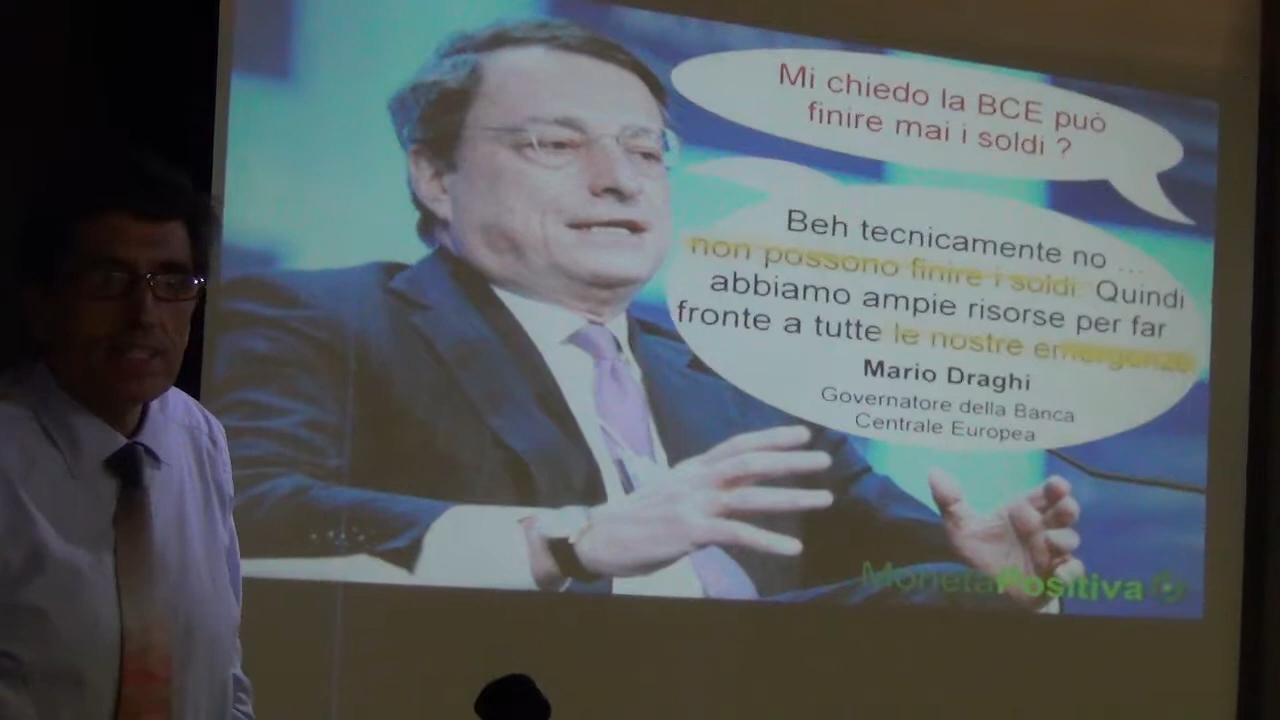 Mi chiedo la BCE può
finire mai i soldi ?
Beh tecnicamente no ...
non possono finire i soldi. Quindi
abbiamo ampie risorse per far
fronte a tutte le nostre emergenze
Mario Draghi
Governatore della Banca
Centrale Europea
MonetaPositiva